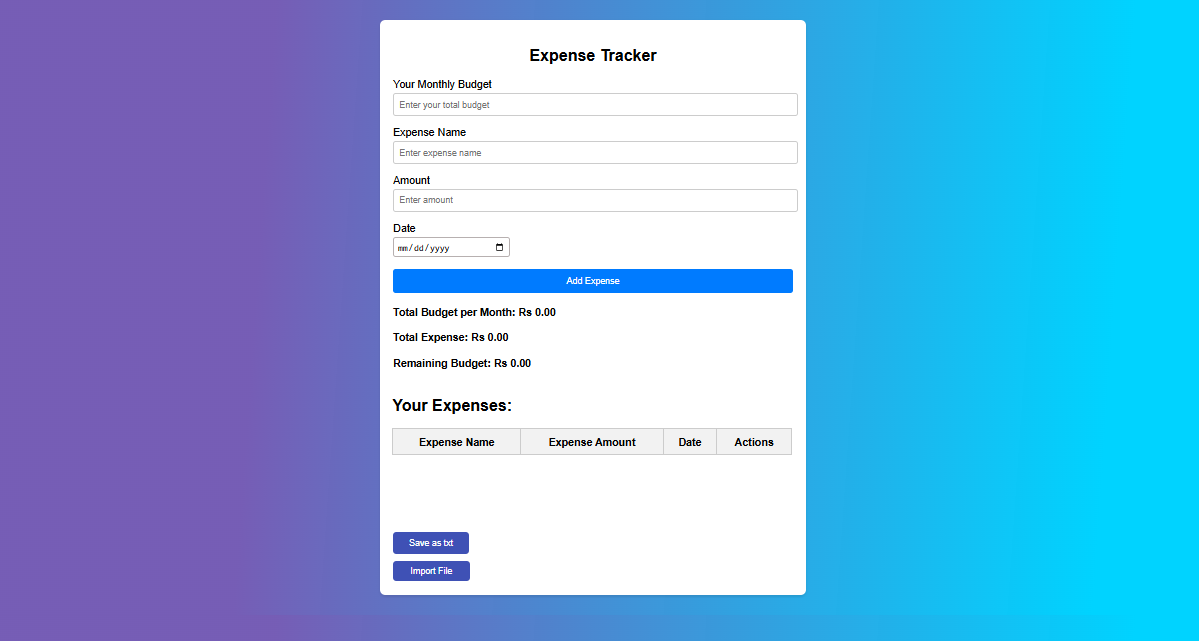 Expense Tracker
Your Monthly Budget
Enter your total budget
Expense Name
Enter expense name
Amount
Enter amount
Date
mm/dd/yyyy
Add Expense
Total Budget per Month: Rs 0.00
Total Expense: Rs 0.00
Remaining Budget: Rs 0.00
Your Expenses:
Expense Name Expense Amount Date Actions
Save as txt
Import File